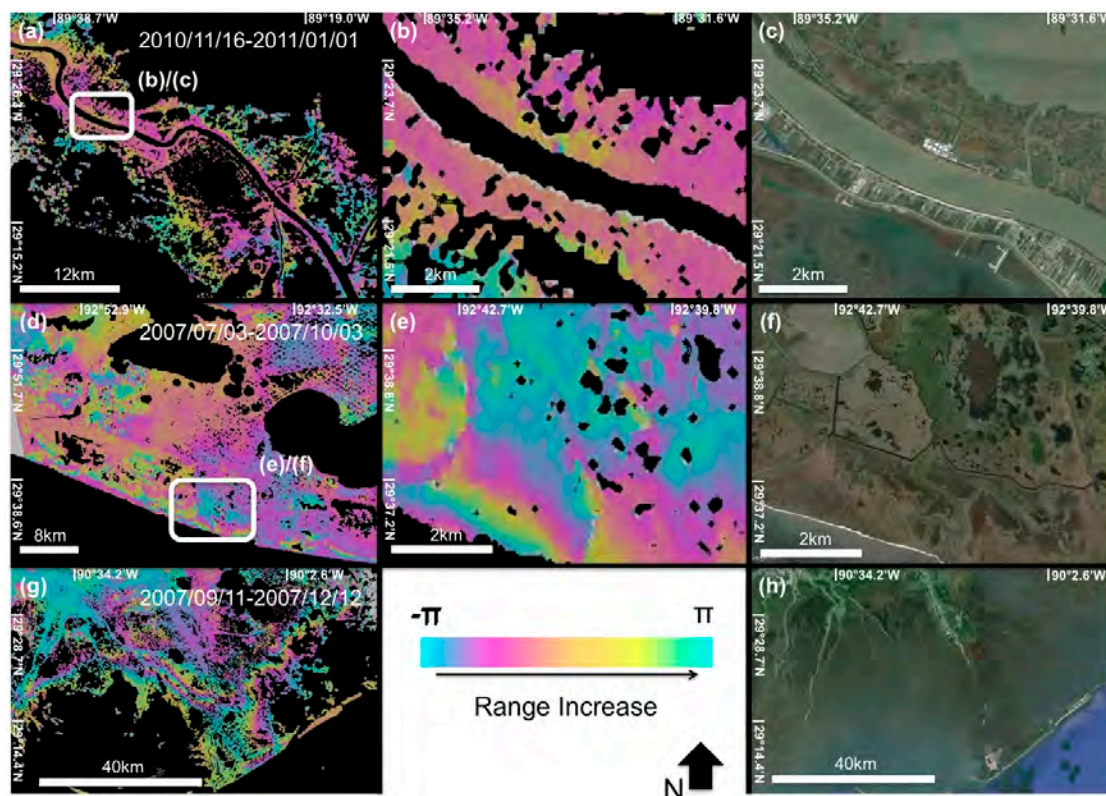 (a)
89°38.7'W
89°19.0'W
2010/11/16-2011/01/01
29°26.3'N
(b)/(c)
29°15.2'N
12km
(b)
89°35.2'W
89°31.6'W
29°23.7'N
29°21.5'N
2km
(c)
89°35.2'W
89°31.6'W
29°23.7'N
29°21.5'N
2km
(d)
92°52.9'W
92°32.5'W
2007/07/03-2007/10/03
29°51.7'N
(e)/(f)
29°38.6'N
8km
(e)
92°42.7'W
92°39.8'W
29°38.8'N
29°37.2'N
2km
(f)
92°42.7'W
92°39.8'W
29°38.8'N
29°37.2'N
2km
(g)
90°34.2'W
90°2.6'W
2007/09/11-2007/12/12
29°28.7'N
29°14.4'N
40km
-π
π
Range Increase
N
(h)
90°34.2'W
90°2.6'W
29°28.7'N
29°14.4'N
40km